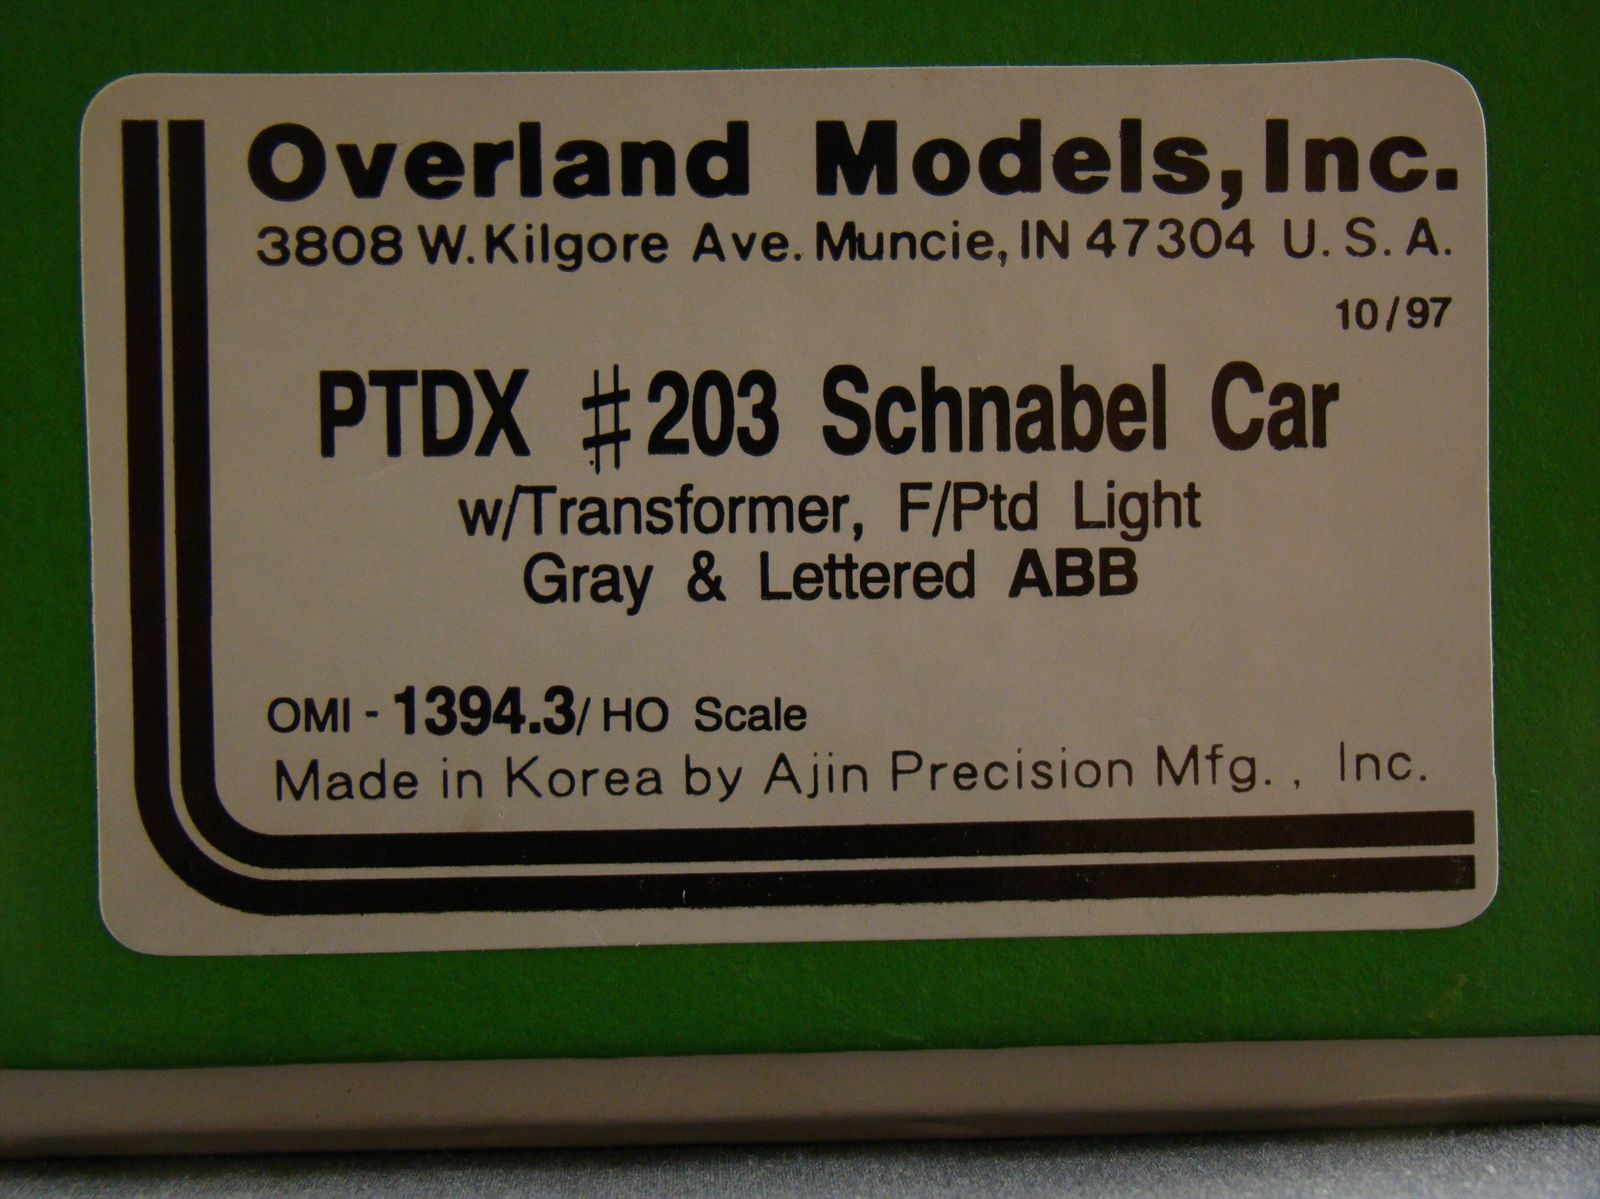 Overland Models, Inc.
3808 W. Kilgore Ave. Muncie, IN 47304 U. S. A.
10/97
PTDX #203 Schnabel Car
w/Transformer, F/Ptd Light
Gray & Lettered ABB
OMI - 1394.3/ HO Scale
Made in Korea by Ajin Precision Mfg. , Inc.